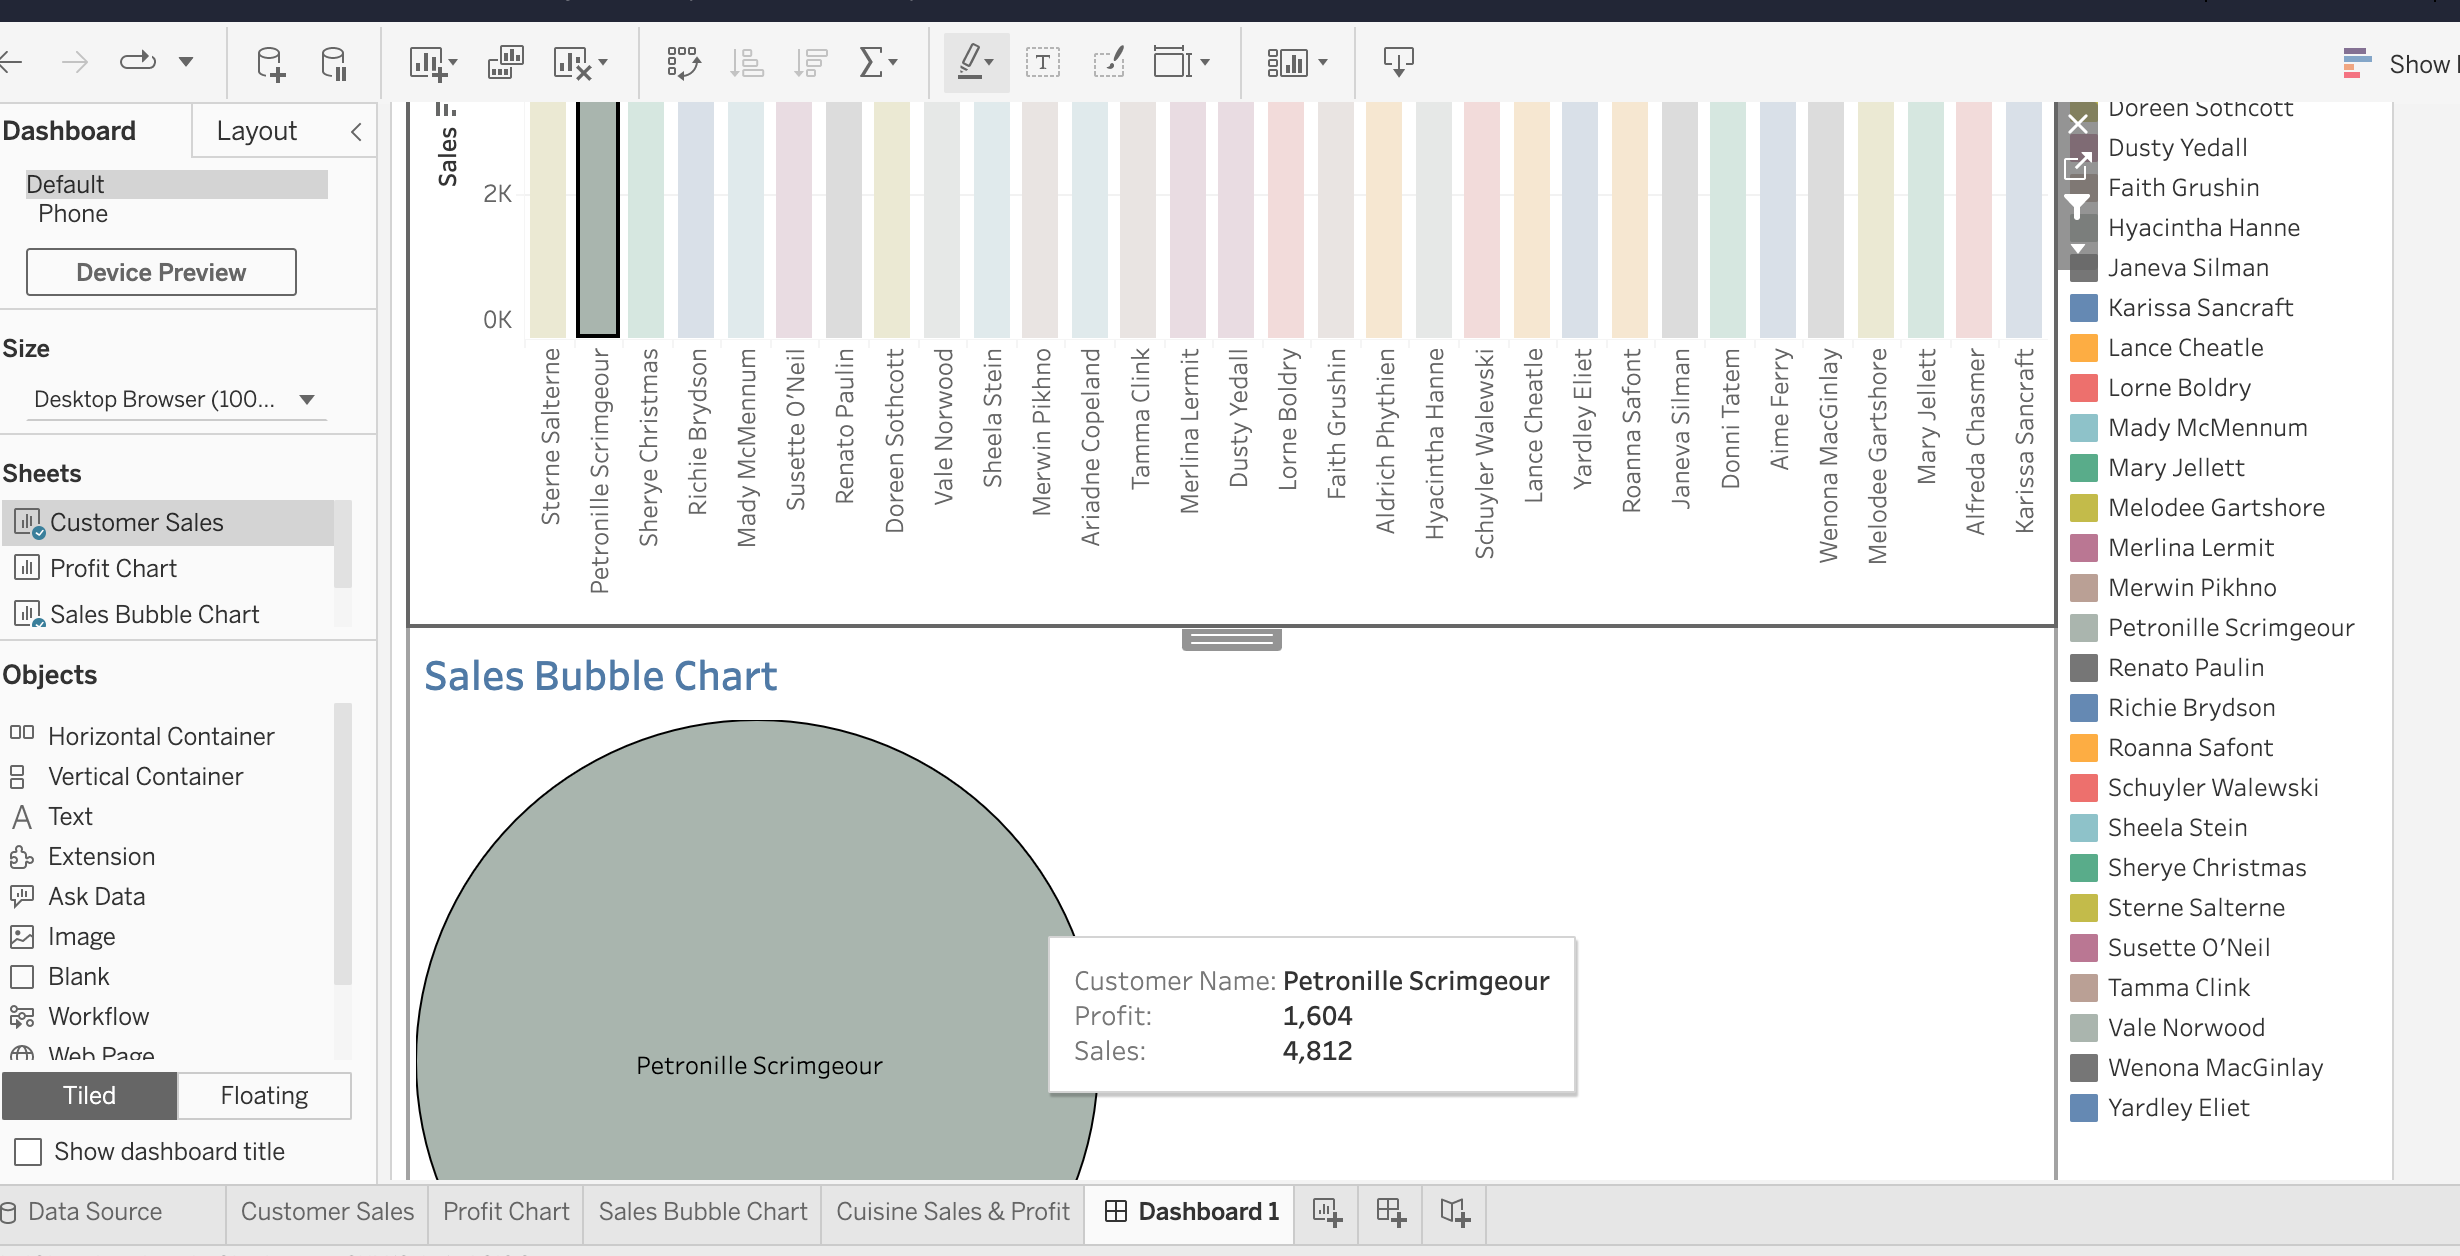 Show
Dashboard
Layout
Default
Phone
Device Preview
Size
Desktop Browser (100...
Sheets
Customer Sales
Profit Chart
Sales Bubble Chart
Objects
Horizontal Container
Vertical Container
Text
Extension
Ask Data
Image
Blank
Workflow
Web Page
Tiled
Floating
Show dashboard title
Sales
2K
0K
Sterne Salterne
Petronille Scrimgeour
Sherye Christmas
Richie Brydson
Mady McMennum
Susette O'Neil
Renato Paulin
Doreen Sothcott
Vale Norwood
Sheela Stein
Merwin Pikhno
Ariadne Copeland
Tamma Clink
Merlina Lermit
Dusty Yedall
Lorne Boldry
Faith Grushin
Aldrich Phythien
Hyacintha Hanne
Schuyler Walewski
Lance Cheatle
Yardley Eliet
Roanna Safont
Janeva Silman
Donni Tatem
Aime Ferry
Wenona MacGinlay
Melodee Gartshore
Mary Jellett
Alfreda Chasmer
Karissa Sancraft
Sales Bubble Chart
Petronille Scrimgeour
Customer Name: Petronille Scrimgeour
Profit: 1,604
Sales: 4,812
Doreen Sothcott
Dusty Yedall
Faith Grushin
Hyacintha Hanne
Janeva Silman
Karissa Sancraft
Lance Cheatle
Lorne Boldry
Mady McMennum
Mary Jellett
Melodee Gartshore
Merlina Lermit
Merwin Pikhno
Petronille Scrimgeour
Renato Paulin
Richie Brydson
Roanna Safont
Schuyler Walewski
Sheela Stein
Sherye Christmas
Sterne Salterne
Susette O'Neil
Tamma Clink
Vale Norwood
Wenona MacGinlay
Yardley Eliet
Data Source
Customer Sales
Profit Chart
Sales Bubble Chart
Cuisine Sales & Profit
Dashboard 1